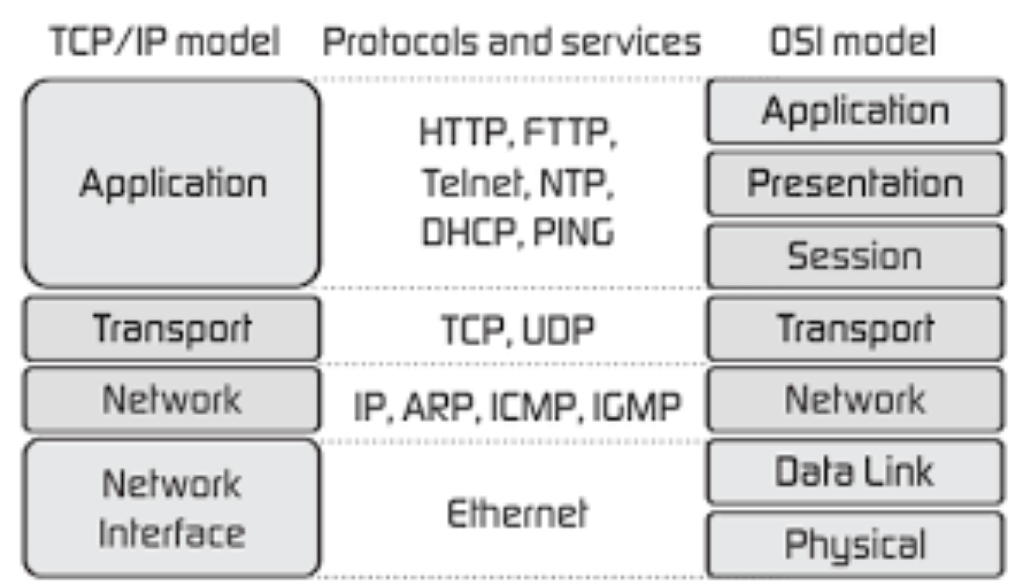 TCP/IP model Protocols and services OSI model
Application
HTTP, FTTP,
Telnet, NTP,
DHCP, PING
Application
Presentation
Session
Transport
TCP, UDP
Transport
Network
IP, ARP, ICMP, IGMP
Network
Network
Interface
Ethernet
Data Link
Physical